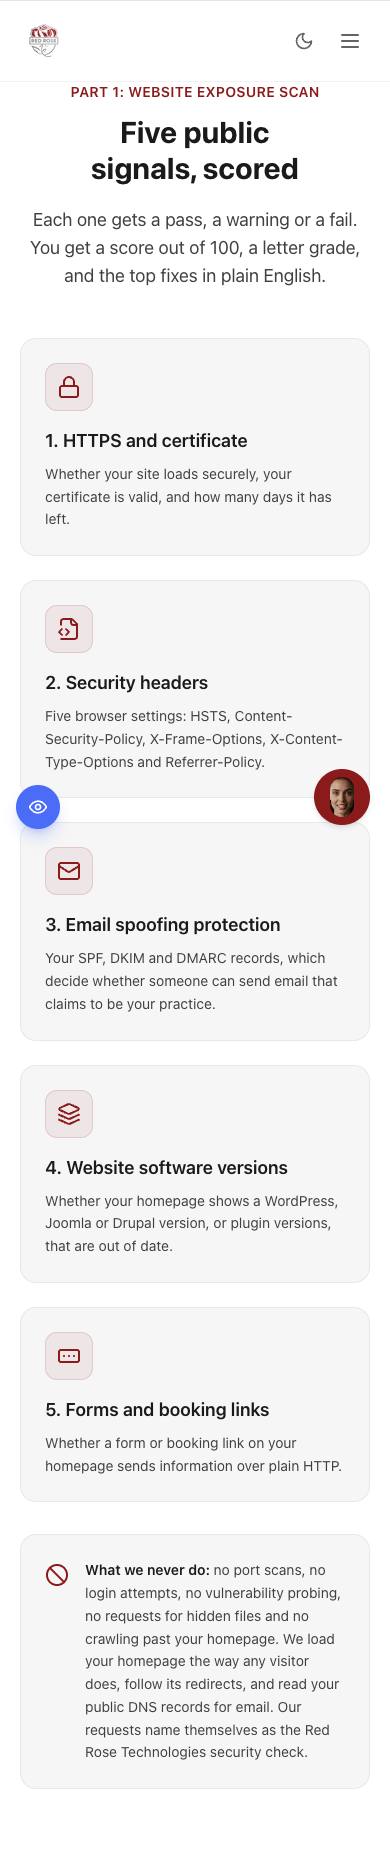 RED ROSE
PART 1: WEBSITE EXPOSURE SCAN
Five public
signals, scored
Each one gets a pass, a warning or a fail.
You get a score out of 100, a letter grade,
and the top fixes in plain English.
1. HTTPS and certificate
Whether your site loads securely, your
certificate is valid, and how many days it has
left.
2. Security headers
Five browser settings: HSTS, Content-
Security-Policy, X-Frame-Options, X-Content-
Type-Options and Referrer-Policy.
3. Email spoofing protection
Your SPF, DKIM and DMARC records, which
decide whether someone can send email that
claims to be your practice.
4. Website software versions
Whether your homepage shows a WordPress,
Joomla or Drupal version, or plugin versions,
that are out of date.
5. Forms and booking links
Whether a form or booking link on your
homepage sends information over plain HTTP.
What we never do: no port scans, no
login attempts, no vulnerability probing,
no requests for hidden files and no
crawling past your homepage. We load
your homepage the way any visitor
does, follow its redirects, and read your
public DNS records for email. Our
requests name themselves as the Red
Rose Technologies security check.